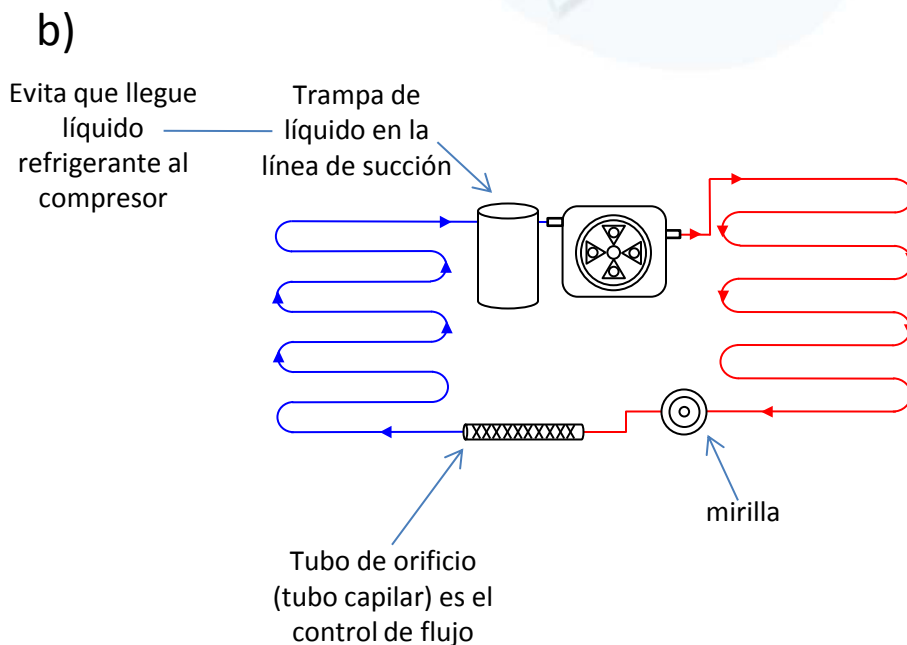 b)
Evita que llegue
líquido
refrigerante al
compresor
Trampa de
líquido en la
línea de succión
mirilla
Tubo de orificio
(tubo capilar) es el
control de flujo